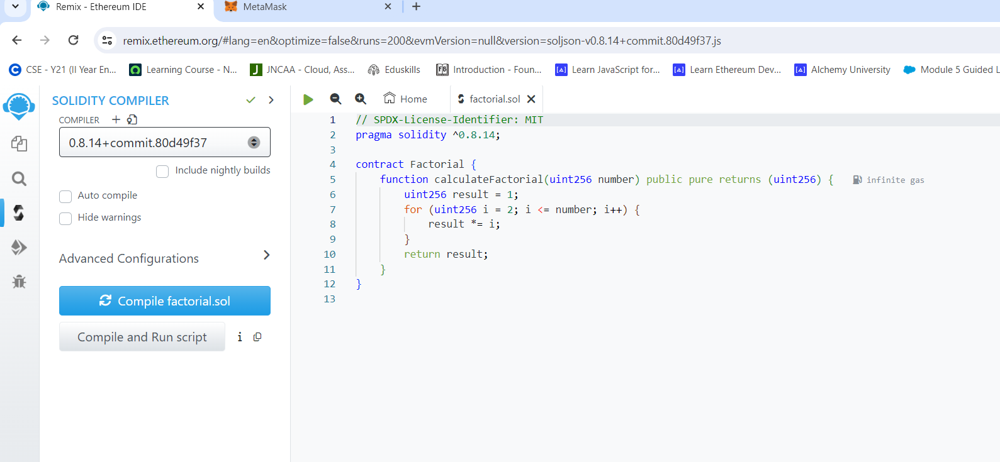 Remix - Ethereum IDE
MetaMask
remix.ethereum.org/#lang=en&optimize=false&runs=200&evmVersion=null&version=soljson-v0.8.14+commit.80d49f37.js
CSE - Y21 (II Year En... Learning Course - N... JNCAA - Cloud, Ass... Eduskills Introduction - Foun... Learn JavaScript for... Learn Ethereum Dev... Alchemy University Module 5 Guided L
SOLIDITY COMPILER
COMPILER
0.8.14+commit.80d49f37
Include nightly builds
Auto compile
Hide warnings
Advanced Configurations
Compile factorial.sol
Compile and Run script
Home
factorial.sol
1 // SPDX-License-Identifier: MIT
2 pragma solidity ^0.8.14;
3
4 contract Factorial {
5 function calculateFactorial(uint256 number) public pure returns (uint256) { infinite gas
6 uint256 result = 1;
7 for (uint256 i = 2; i <= number; i++) {
8 result *= i;
9 }
10 return result;
11 }
12 }
13